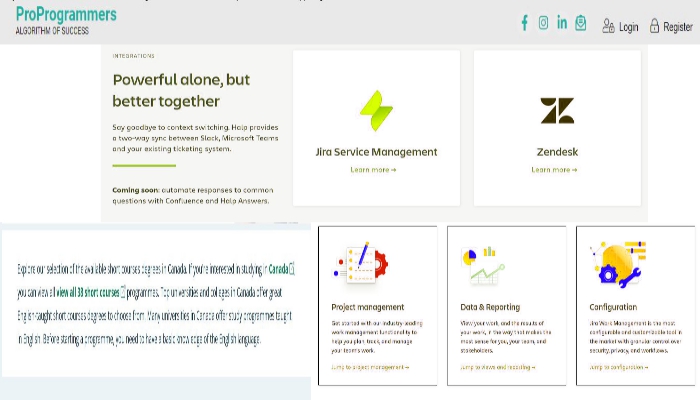 ProProgrammers
ALGORITHM OF SUCCESS
Login
Register
INTEGRATIONS
Powerful alone, but
better together
Say goodbye to context switching. Halp provides
a two-way sync between Slack, Microsoft Teams
and your existing ticketing system.
Coming soon: automate responses to common
questions with Confluence and Halp Answers.
Jira Service Management
Learn more →
Zendesk
Learn more →
Explore our selection of the available short courses degrees in Canada. If you're interested in studying in Canada
you can view all view all 38 short courses programmes. Top universities and colleges in Canada offer great
English-taught short courses degrees to choose from. Many universities in Canada offer study programmes taught
in English. Before starting a programme, you need to have a basic knowledge of the English language.
Project management
Get started with our industry-leading
work management functionality to
help you plan, track, and manage
your team's work.
Jump to project management →
Data & Reporting
View your work, and the results of
your work, in the way that makes the
most sense for you, your team, and
stakeholders.
Jump to views and reporting →
Configuration
Jira Work Management is the most
configurable and customizable tool in
the market with granular control over
security, privacy, and workflows.
Jump to configuration →